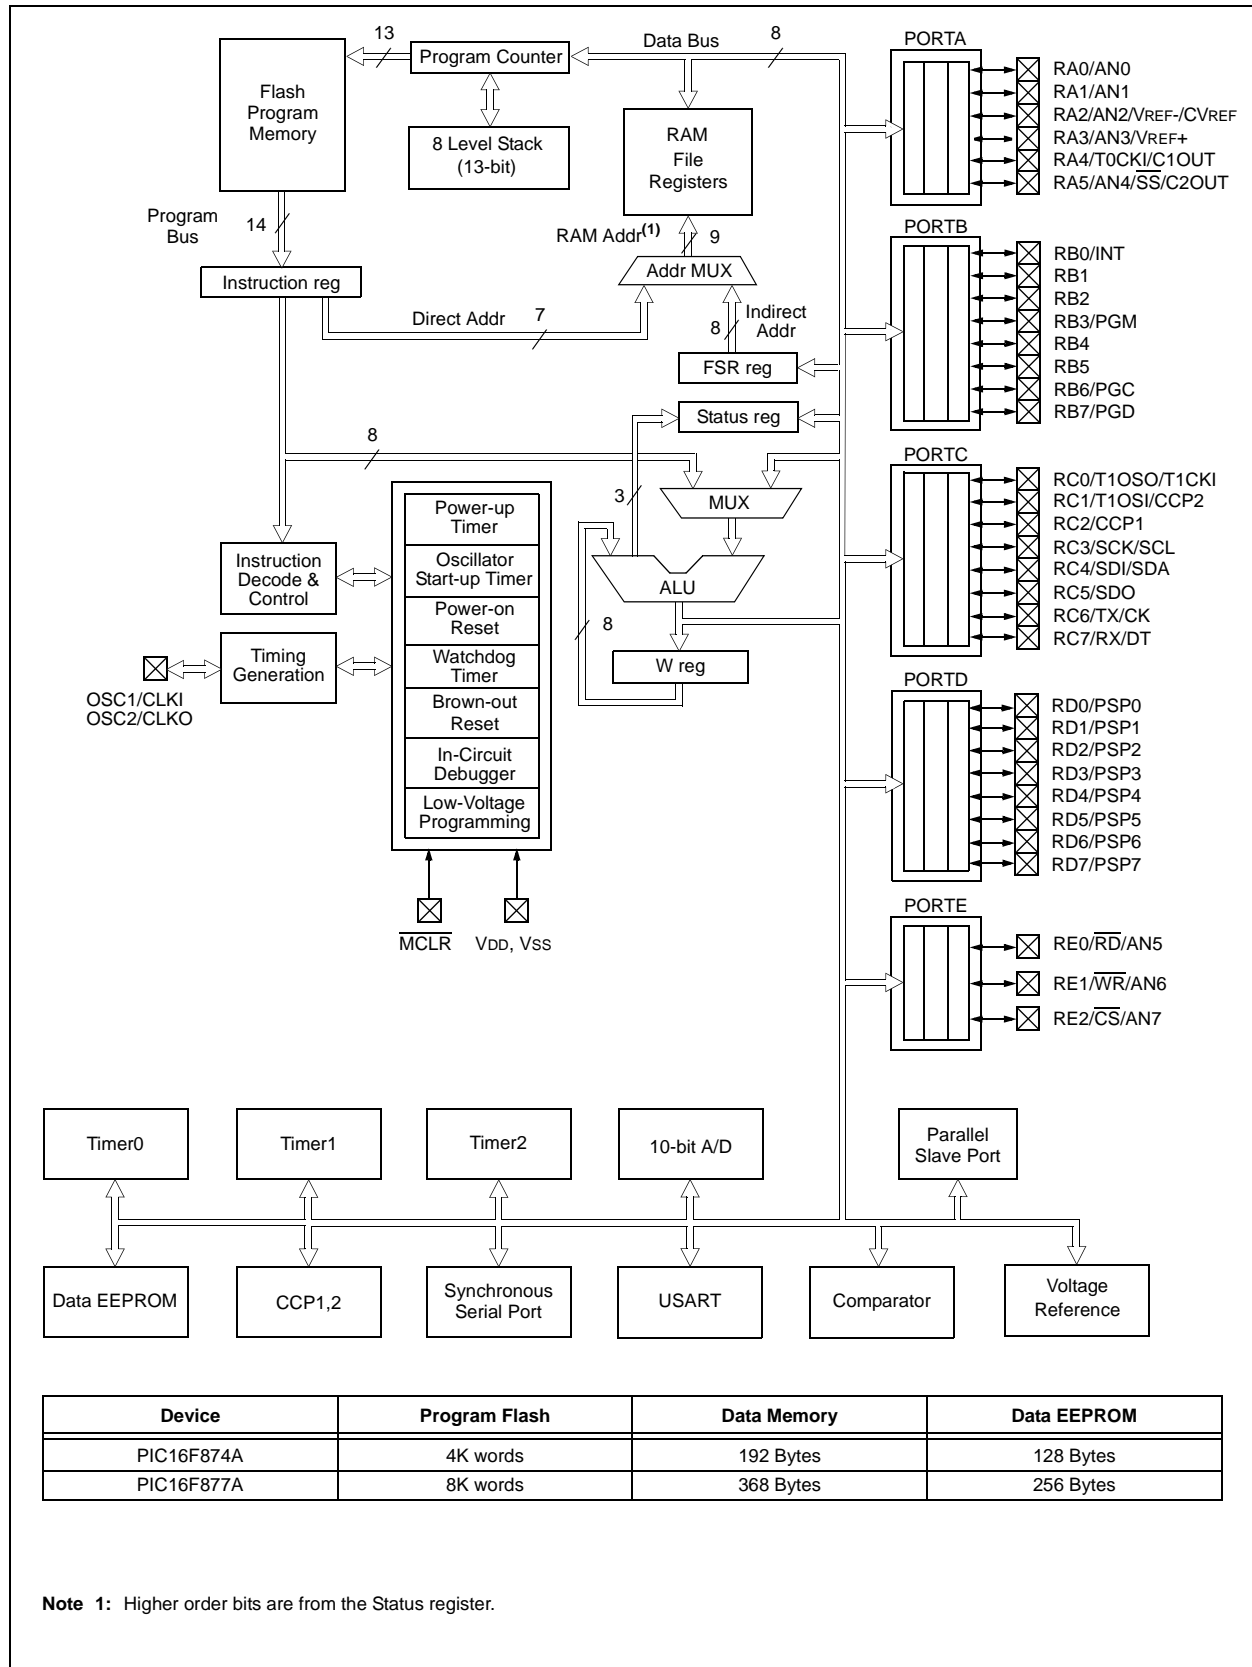 13
Program Counter
Data Bus
8
PORTA
Flash
Program
Memory
8 Level Stack
(13-bit)
RAM
File
Registers
RA0/AN0
RA1/AN1
RA2/AN2/VREF-/CVREF
RA3/AN3/VREF+
RA4/T0CKI/C1OUT
RA5/AN4/SS/C2OUT
Program
Bus
14
RAM Addr(1)
9
PORTB
Instruction reg
Addr MUX
Direct Addr
7
Indirect
Addr
8
FSR reg
Status reg
RB0/INT
RB1
RB2
RB3/PGM
RB4
RB5
RB6/PGC
RB7/PGD
8
3
MUX
ALU
8
W reg
PORTC
RC0/T1OSO/T1CKI
RC1/T1OSI/CCP2
RC2/CCP1
RC3/SCK/SCL
RC4/SDI/SDA
RC5/SDO
RC6/TX/CK
RC7/RX/DT
Instruction
Decode &
Control
Timing
Generation
OSC1/CLKI
OSC2/CLKO
Power-up
Timer
Oscillator
Start-up Timer
Power-on
Reset
Watchdog
Timer
Brown-out
Reset
In-Circuit
Debugger
Low-Voltage
Programming
MCLR
VDD, VSS
PORTD
RD0/PSP0
RD1/PSP1
RD2/PSP2
RD3/PSP3
RD4/PSP4
RD5/PSP5
RD6/PSP6
RD7/PSP7
PORTE
RE0/RD/AN5
RE1/WR/AN6
RE2/CS/AN7
Timer0
Timer1
Timer2
10-bit A/D
Parallel
Slave Port
Data EEPROM
CCP1,2
Synchronous
Serial Port
USART
Comparator
Voltage
Reference
Device Program Flash Data Memory Data EEPROM
PIC16F874A 4K words 192 Bytes 128 Bytes
PIC16F877A 8K words 368 Bytes 256 Bytes
Note 1: Higher order bits are from the Status register.